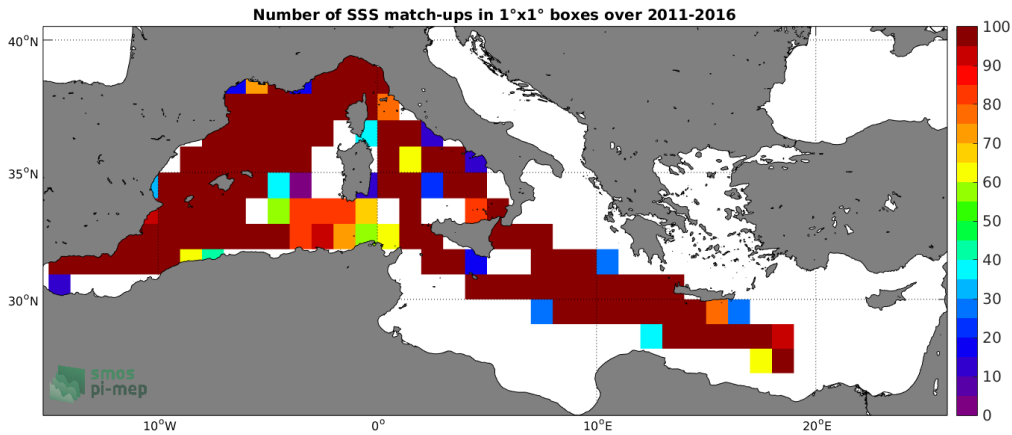 Number of SSS match-ups in 1°x1° boxes over 2011-2016
40°N
35°N
30°N
10°W
0°
10°E
20°E
100
90
80
70
60
50
40
30
20
10
0
smos
pi-mep